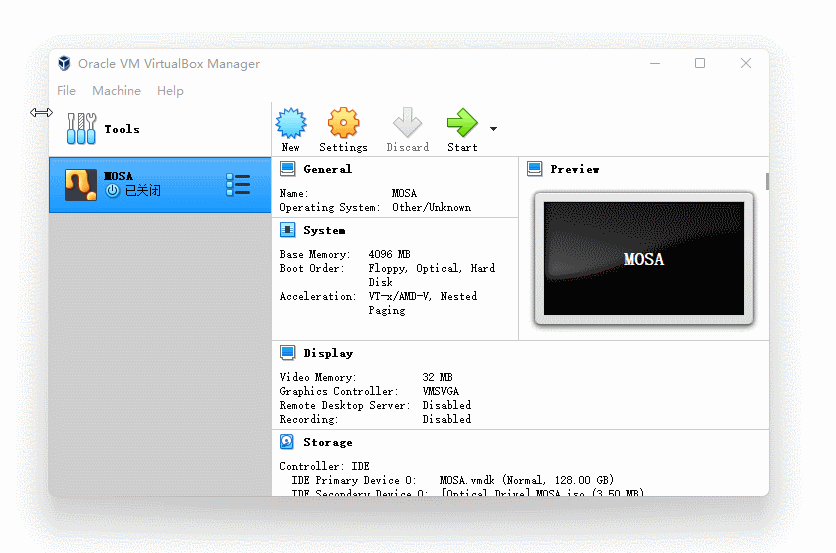 Oracle VM VirtualBox Manager
File Machine Help
Tools
New Settings Discard Start
MOSA
已关闭
General
Name: MOSA
Operating System: Other/Unknown
System
Base Memory: 4096 MB
Boot Order: Floppy, Optical, Hard
Disk
Acceleration: VT-x/AMD-V, Nested
Paging
Preview
MOSA
Display
Video Memory: 32 MB
Graphics Controller: VMSVGA
Remote Desktop Server: Disabled
Recording: Disabled
Storage
Controller: IDE
IDE Primary Device 0: MOSA.vmdk (Normal, 128.00 GB)
IDE Secondary Device 0: [Optical Drive] MOSA.iso (3.50 MB)